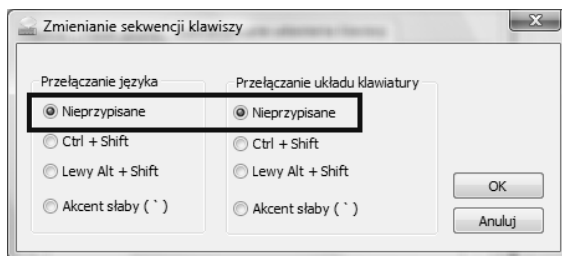 Zmienianie sekwencji klawiszy
Przełączanie języka
Nieprzypisane
Ctrl + Shift
Lewy Alt + Shift
Akcent słaby ( ` )
Przełączanie układu klawiatury
Nieprzypisane
Ctrl + Shift
Lewy Alt + Shift
Akcent słaby ( ` )
OK
Anuluj